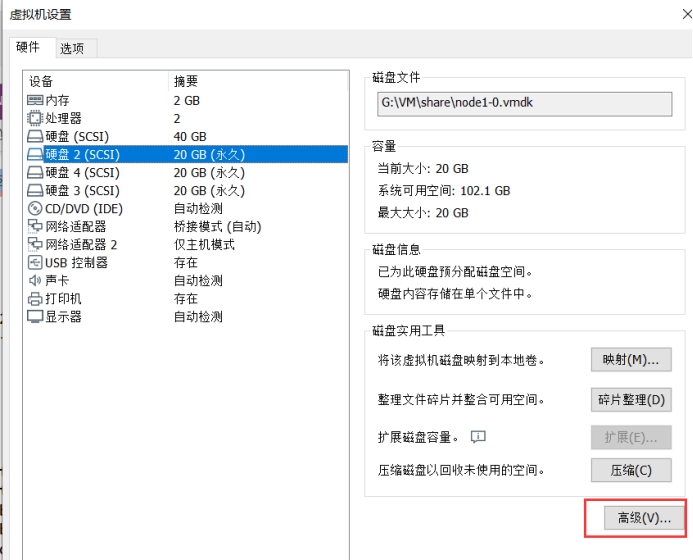 虚拟机设置
硬件 选项
设备 摘要
内存 2 GB
处理器 2
硬盘 (SCSI) 40 GB
硬盘 2 (SCSI) 20 GB (永久)
硬盘 4 (SCSI) 20 GB (永久)
硬盘 3 (SCSI) 20 GB (永久)
CD/DVD (IDE) 自动检测
网络适配器 桥接模式 (自动)
网络适配器 2 仅主机模式
USB 控制器 存在
声卡 自动检测
打印机 存在
显示器 自动检测
磁盘文件
G:\VM\share\node1-0.vmdk
容量
当前大小: 20 GB
系统可用空间: 102.1 GB
最大大小: 20 GB
磁盘信息
已为此硬盘预分配磁盘空间。
硬盘内容存储在单个文件中。
磁盘实用工具
将该虚拟机磁盘映射到本地卷。 映射(M)...
整理文件碎片并整合可用空间。 碎片整理(D)
扩展磁盘容量。 扩展(E)...
压缩磁盘以回收未使用的空间。 压缩(C)
高级(V)...